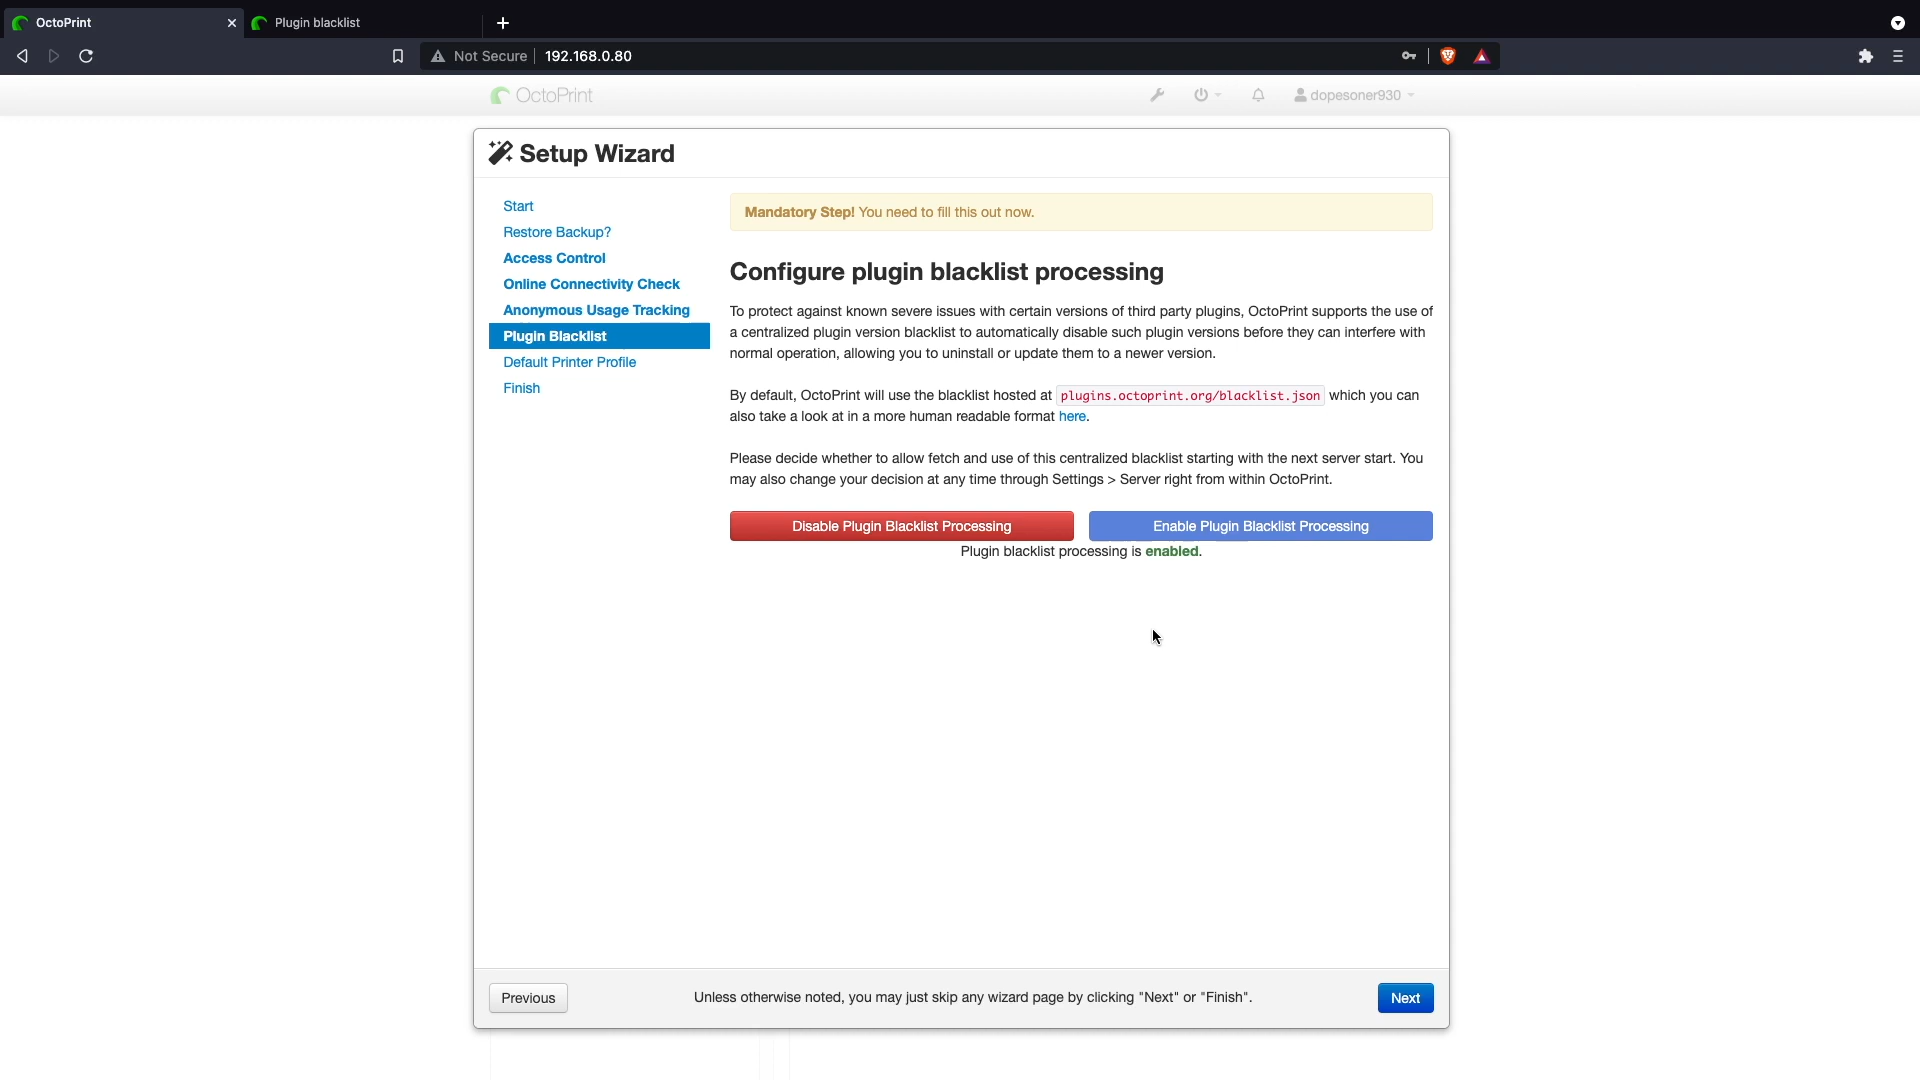 OctoPrint
Plugin blacklist
Not Secure
192.168.0.80
OctoPrint
dopesoner930
Setup Wizard
Start
Restore Backup?
Access Control
Online Connectivity Check
Anonymous Usage Tracking
Plugin Blacklist
Default Printer Profile
Finish
Mandatory Step! You need to fill this out now.
Configure plugin blacklist processing
To protect against known severe issues with certain versions of third party plugins, OctoPrint supports the use of
a centralized plugin version blacklist to automatically disable such plugin versions before they can interfere with
normal operation, allowing you to uninstall or update them to a newer version.
By default, OctoPrint will use the blacklist hosted at plugins.octoprint.org/blacklist.json which you can
also take a look at in a more human readable format here.
Please decide whether to allow fetch and use of this centralized blacklist starting with the next server start. You
may also change your decision at any time through Settings > Server right from within OctoPrint.
Disable Plugin Blacklist Processing
Enable Plugin Blacklist Processing
Plugin blacklist processing is enabled.
Previous
Unless otherwise noted, you may just skip any wizard page by clicking "Next" or "Finish".
Next